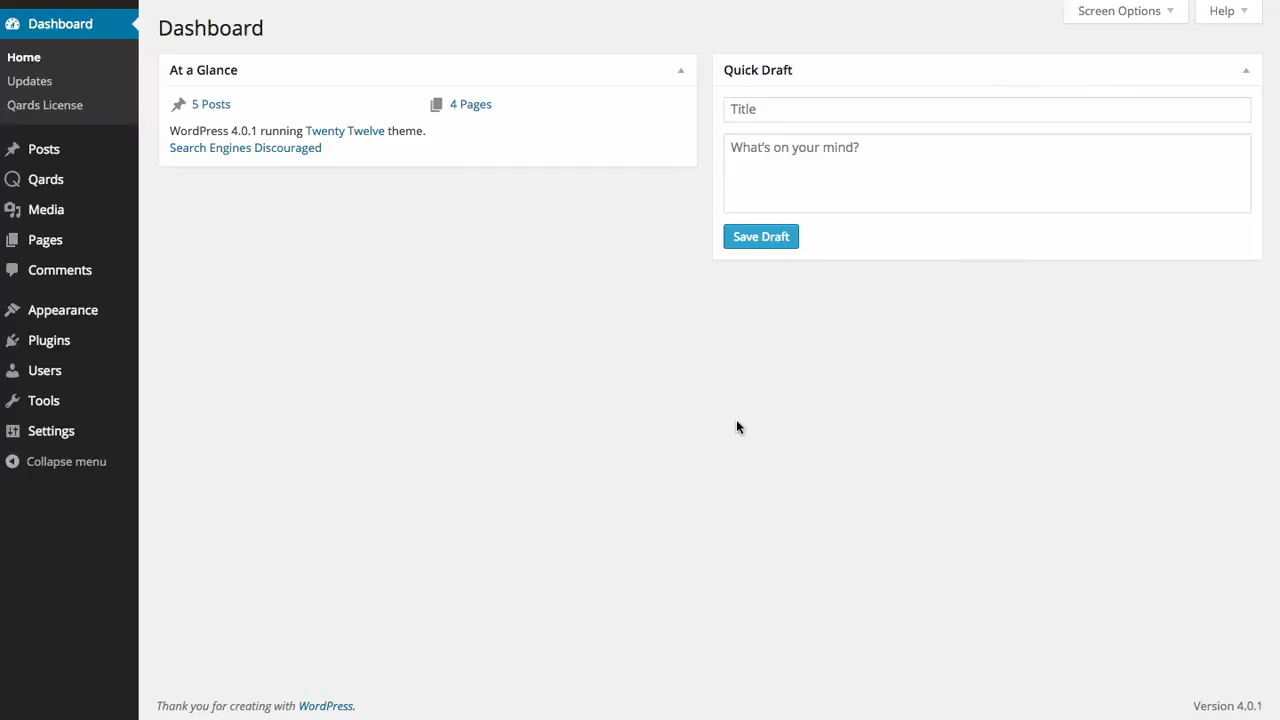 Dashboard
Home
Updates
Qards License
Posts
Qards
Media
Pages
Comments
Appearance
Plugins
Users
Tools
Settings
Collapse menu
Dashboard
Screen Options
Help
At a Glance
5 Posts
4 Pages
WordPress 4.0.1 running Twenty Twelve theme.
Search Engines Discouraged
Quick Draft
Title
What's on your mind?
Save Draft
Thank you for creating with WordPress.
Version 4.0.1